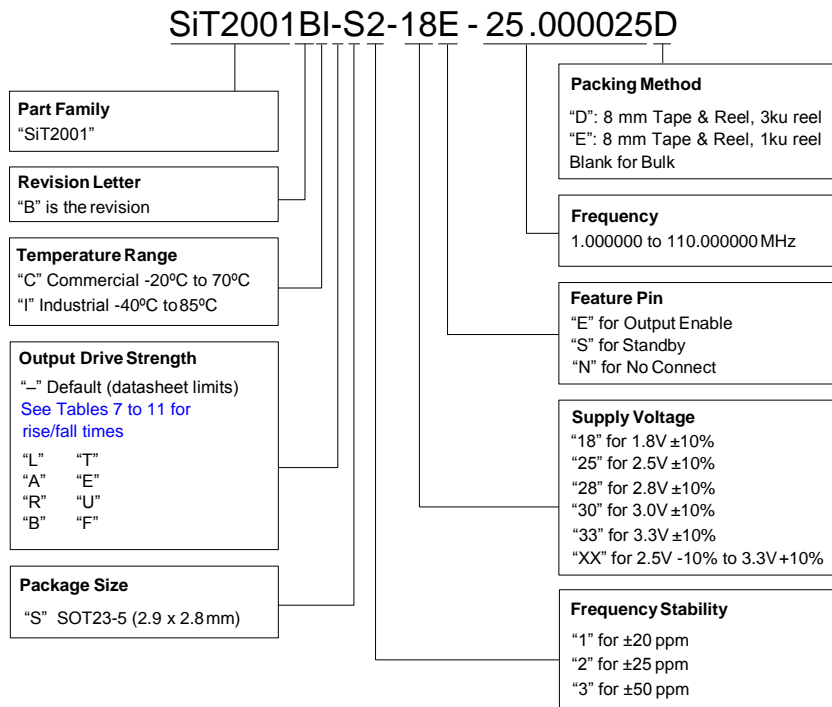 SiT2001BI-S2-18E - 25.000025D
Part Family
“SiT2001”
Revision Letter
“B” is the revision
Temperature Range
“C” Commercial -20ºC to 70ºC
“I” Industrial -40ºC to 85ºC
Output Drive Strength
“–” Default (datasheet limits)
See Tables 7 to 11 for
rise/fall times
“L” “T”
“A” “E”
“R” “U”
“B” “F”
Package Size
“S” SOT23-5 (2.9 x 2.8 mm)
Packing Method
“D”: 8 mm Tape & Reel, 3ku reel
“E”: 8 mm Tape & Reel, 1ku reel
Blank for Bulk
Frequency
1.000000 to 110.000000 MHz
Feature Pin
“E” for Output Enable
“S” for Standby
“N” for No Connect
Supply Voltage
“18” for 1.8V ±10%
“25” for 2.5V ±10%
“28” for 2.8V ±10%
“30” for 3.0V ±10%
“33” for 3.3V ±10%
“XX” for 2.5V -10% to 3.3V +10%
Frequency Stability
“1” for ±20 ppm
“2” for ±25 ppm
“3” for ±50 ppm